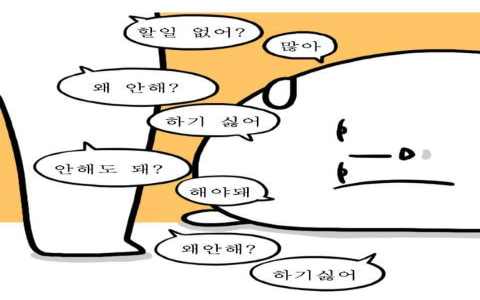 할일 없어?
많아
왜 안해?
하기 싫어
안해도 돼?
해야돼
왜안해?
하기싫어